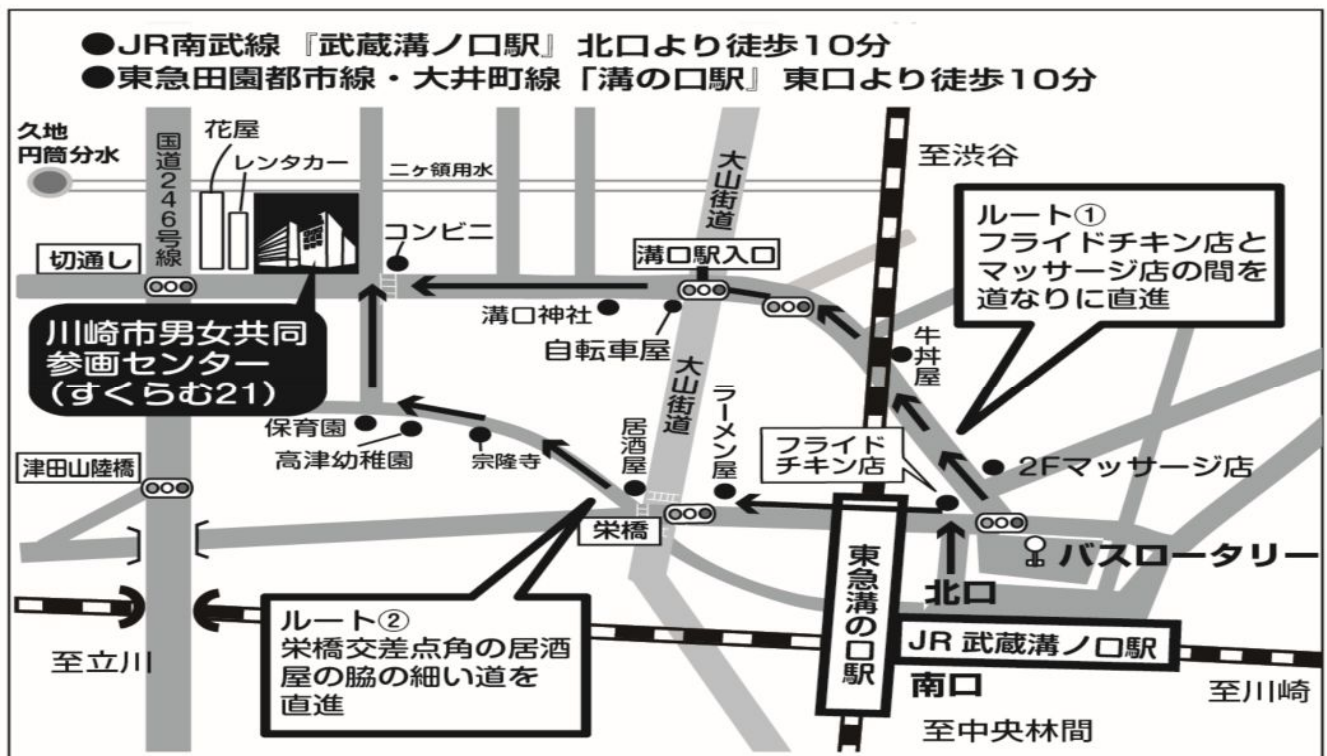 ●JR南武線『武蔵溝ノ口駅』北口より徒歩10分
●東急田園都市線・大井町線「溝の口駅』東口より徒歩10分
久地
円筒分水
国道246号線
花屋
レンタカー
二ヶ領用水
大山街道
至渋谷
コンビニ
切通し
溝口駅入口
ルート①
フライドチキン店と
マッサージ店の間を
道なりに直進
川崎市男女共同
参画センター
(すくらむ21)
溝口神社
自転車屋
牛丼屋
大山街道
ラーメン屋
居酒屋
保育園
高津幼稚園
宗隆寺
フライド
チキン店
2Fマッサージ店
津田山陸橋
栄橋
東急溝の口駅
バスロータリー
北口
ルート②
栄橋交差点角の居酒
屋の脇の細い道を
直進
至立川
JR 武蔵溝ノ口駅
南口
至川崎
至中央林間